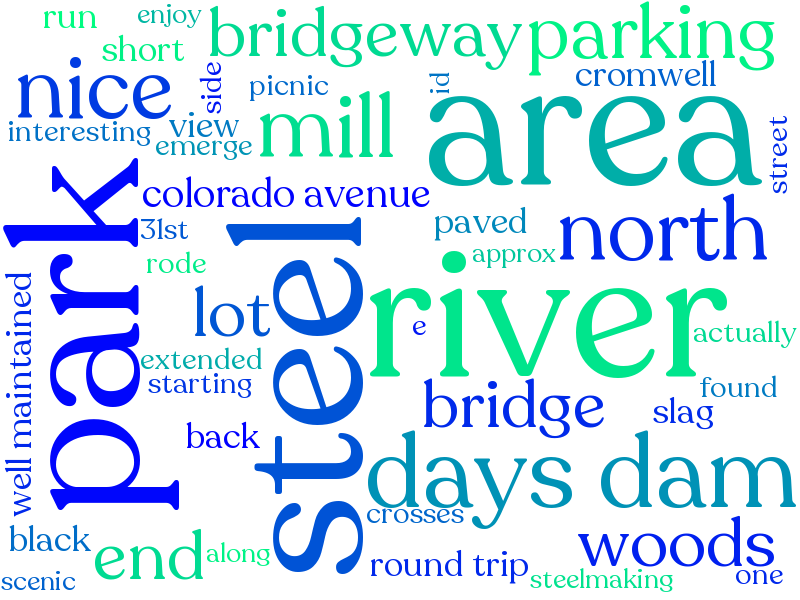 run
enjoy
bridgeway
parking
short
nice
side
picnic
id
cromwell
area
interesting
view
mill
emerge
street
park
colorado avenue
31st
steel
paved
north
rode
approx
river
lot
e
actually
well maintained
extended
starting
bridge
found
slag
back
days dam
crosses
black
end
along
round trip
woods
scenic
steelmaking
one